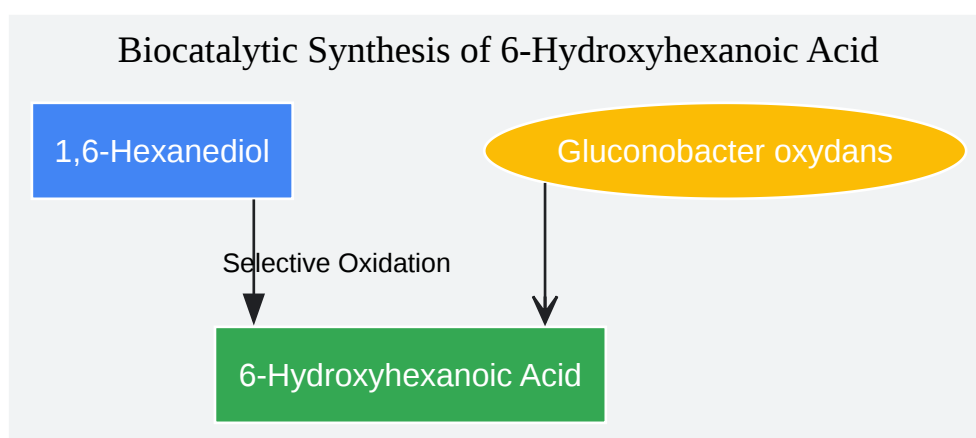 Biocatalytic Synthesis of 6-Hydroxyhexanoic Acid
1,6-Hexanediol
Gluconobacter oxydans
Selective Oxidation
6-Hydroxyhexanoic Acid